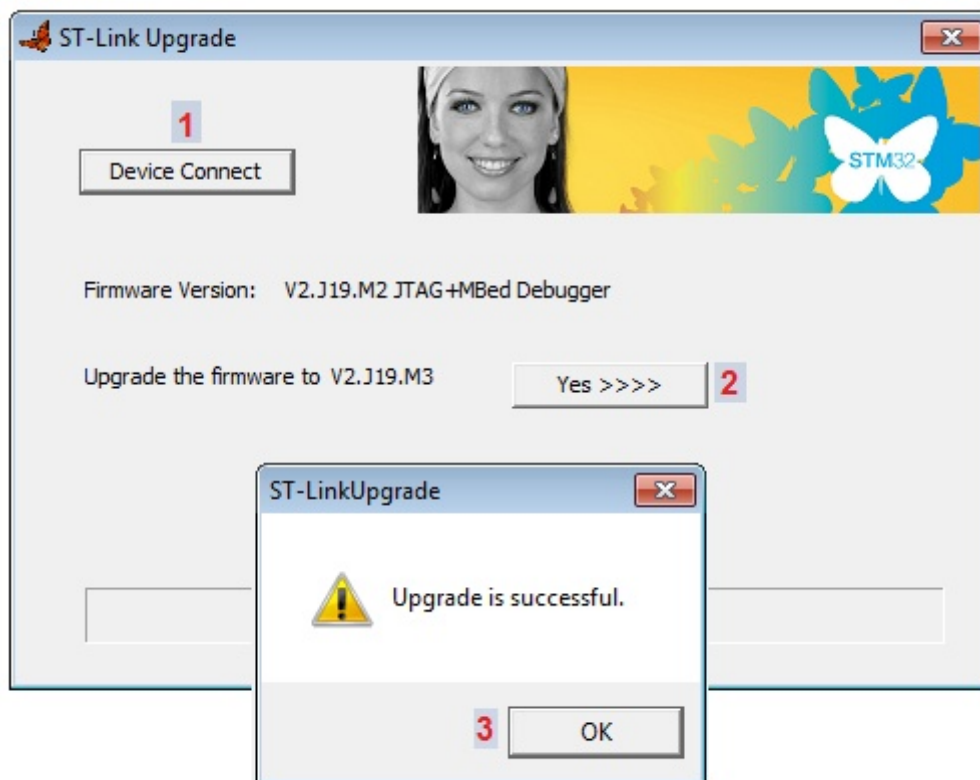 ST-Link Upgrade
1
Device Connect
STM32
Firmware Version: V2.J19.M2 JTAG+MBed Debugger
Upgrade the firmware to V2.J19.M3 Yes >>>> 2
ST-LinkUpgrade
Upgrade is successful.
3 OK